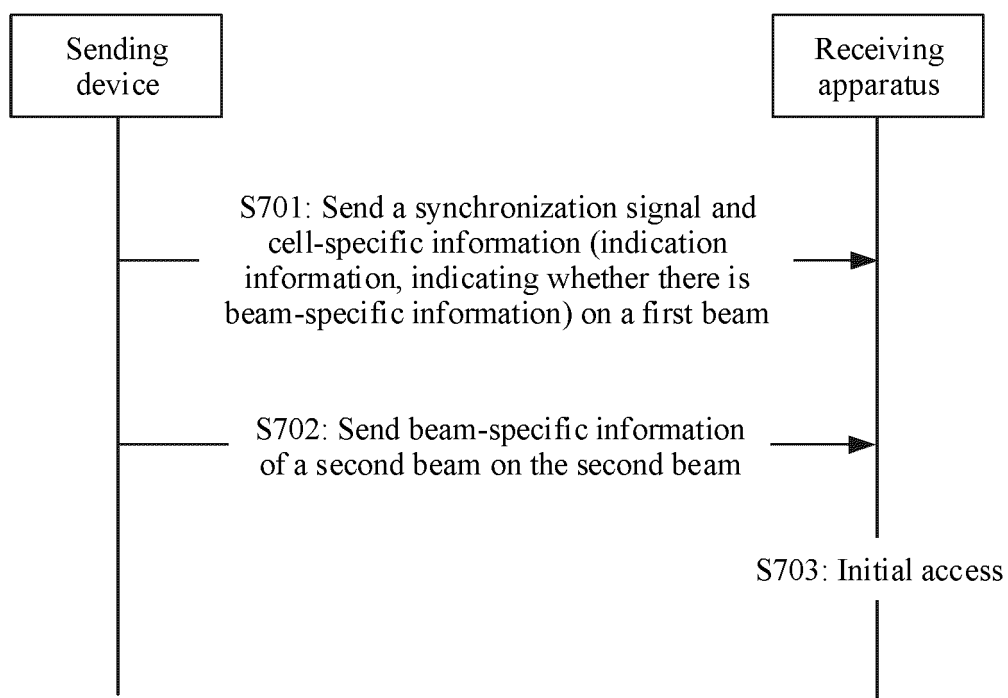 Sending
device
Receiving
apparatus
S701: Send a synchronization signal and
cell-specific information (indication
information, indicating whether there is
beam-specific information) on a first beam
S702: Send beam-specific information
of a second beam on the second beam
S703: Initial access